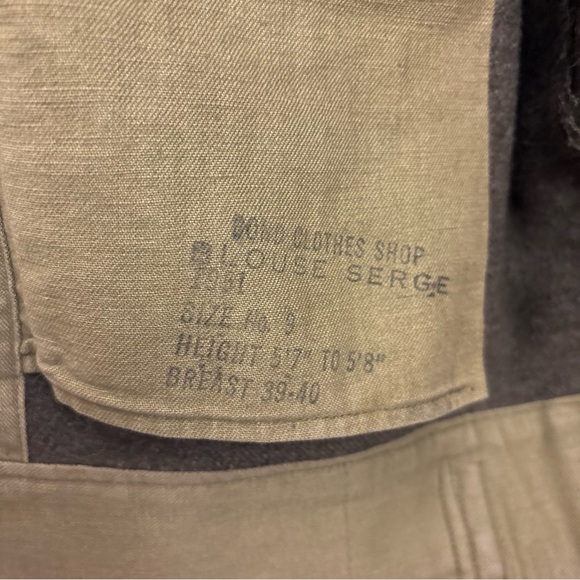 BOND CLOTHES SHOP
BLOUSE SERGE
1951
SIZE No. 9
HEIGHT 5'7" TO 5'8"
BREAST 39-40